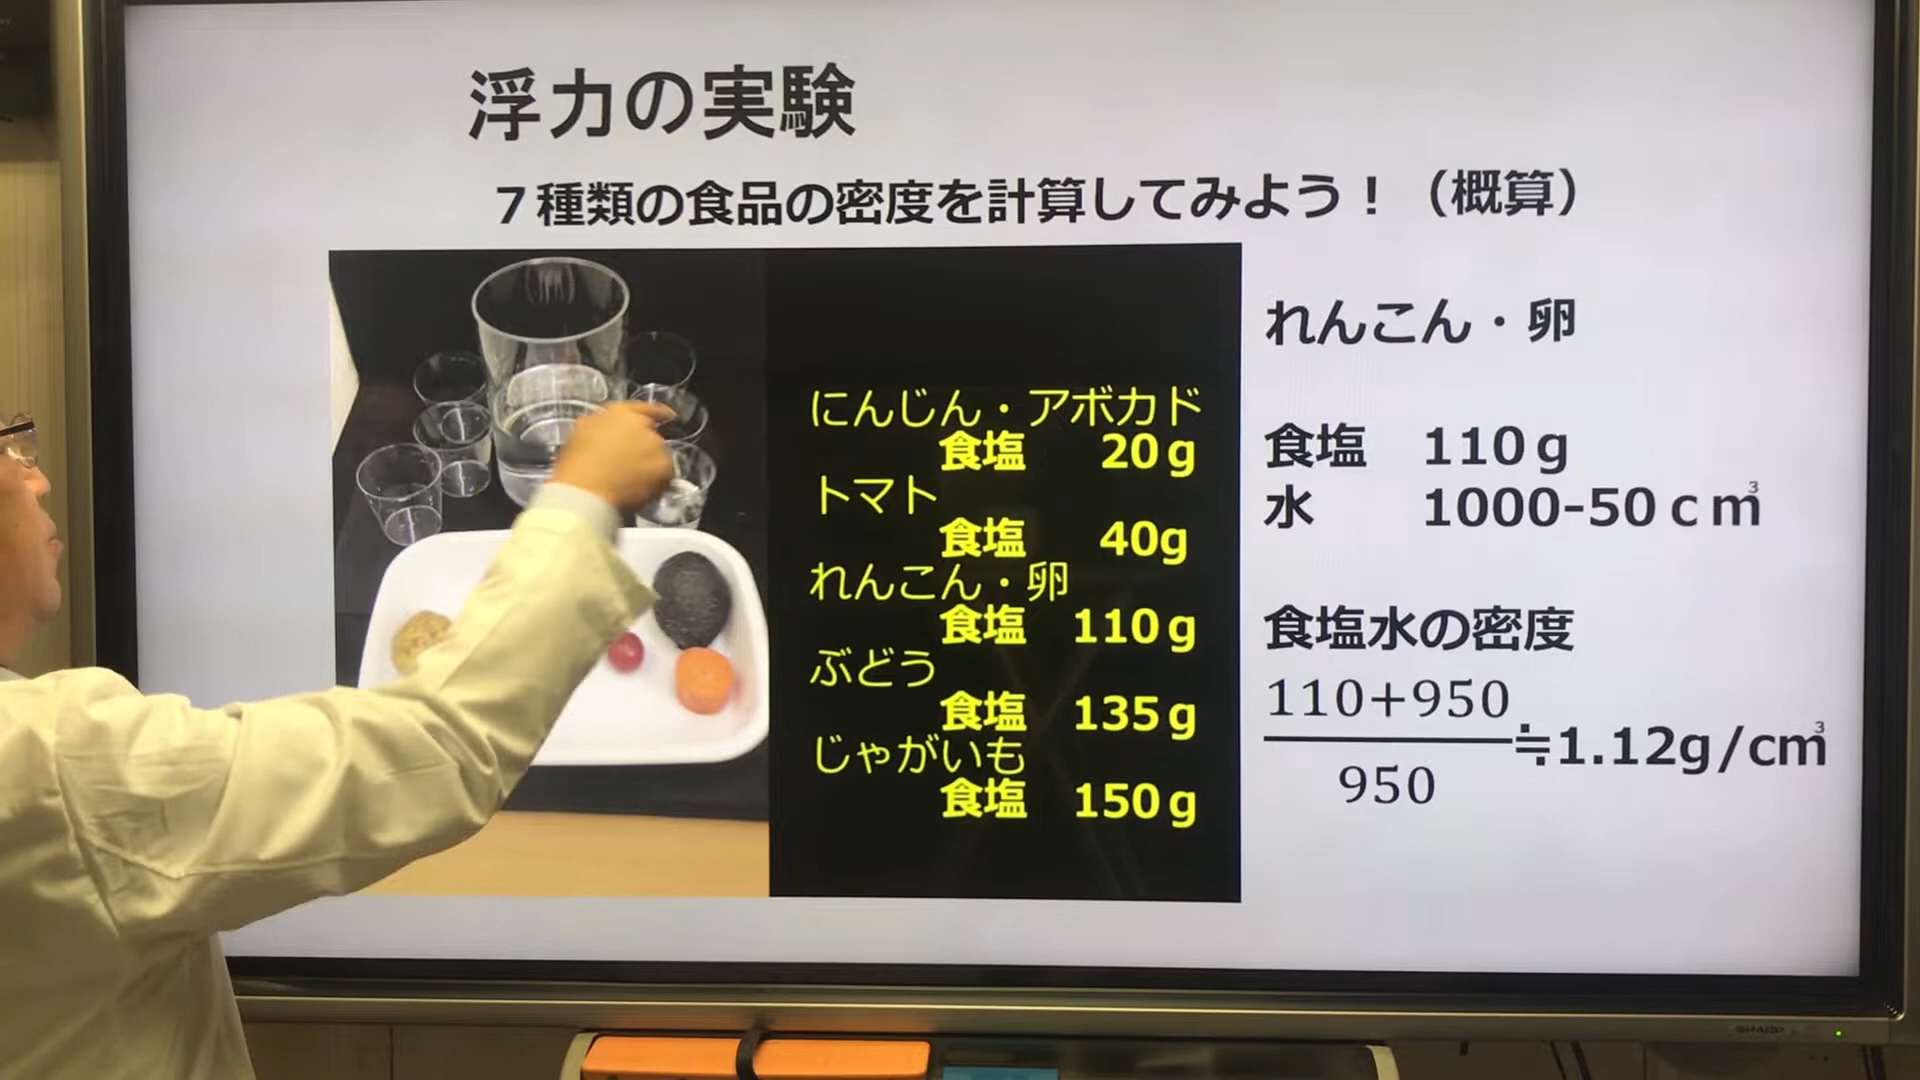 浮力の実験
７種類の食品の密度を計算してみよう！（概算）
にんじん・アボカド
食塩 20g
トマト
食塩 40g
れんこん・卵
食塩 110g
ぶどう
食塩 135g
じゃがいも
食塩 150g
れんこん・卵
食塩 110g
水 1000-50cm³
食塩水の密度
110+950
950
≒1.12g/cm³
SHARP